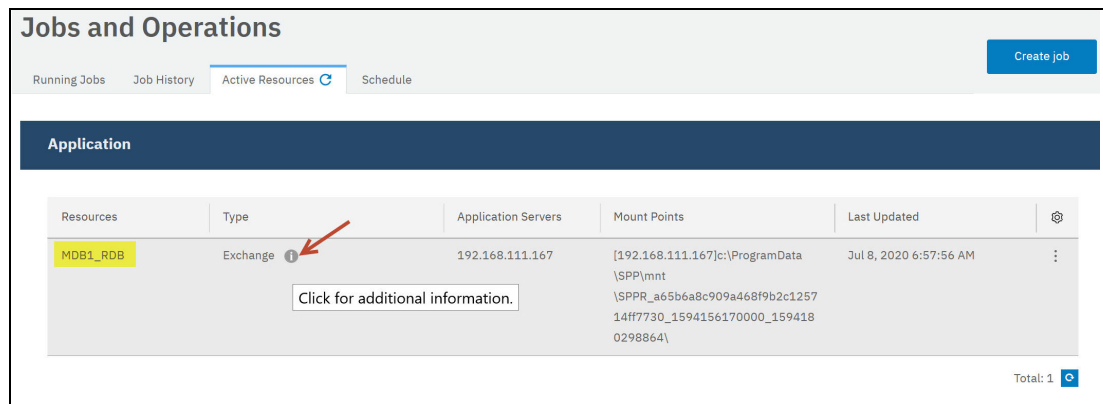 Jobs and Operations
Create job
Running Jobs Job History Active Resources Schedule
Application
Resources Type Application Servers Mount Points Last Updated
MDB1_RDB Exchange 192.168.111.167 [192.168.111.167]c:\ProgramData Jul 8, 2020 6:57:56 AM
\SPP\mnt
Click for additional information. \SPPR_a65b6a8c909a468f9b2c1257
14ff7730_1594156170000_159418
0298864\
Total: 1